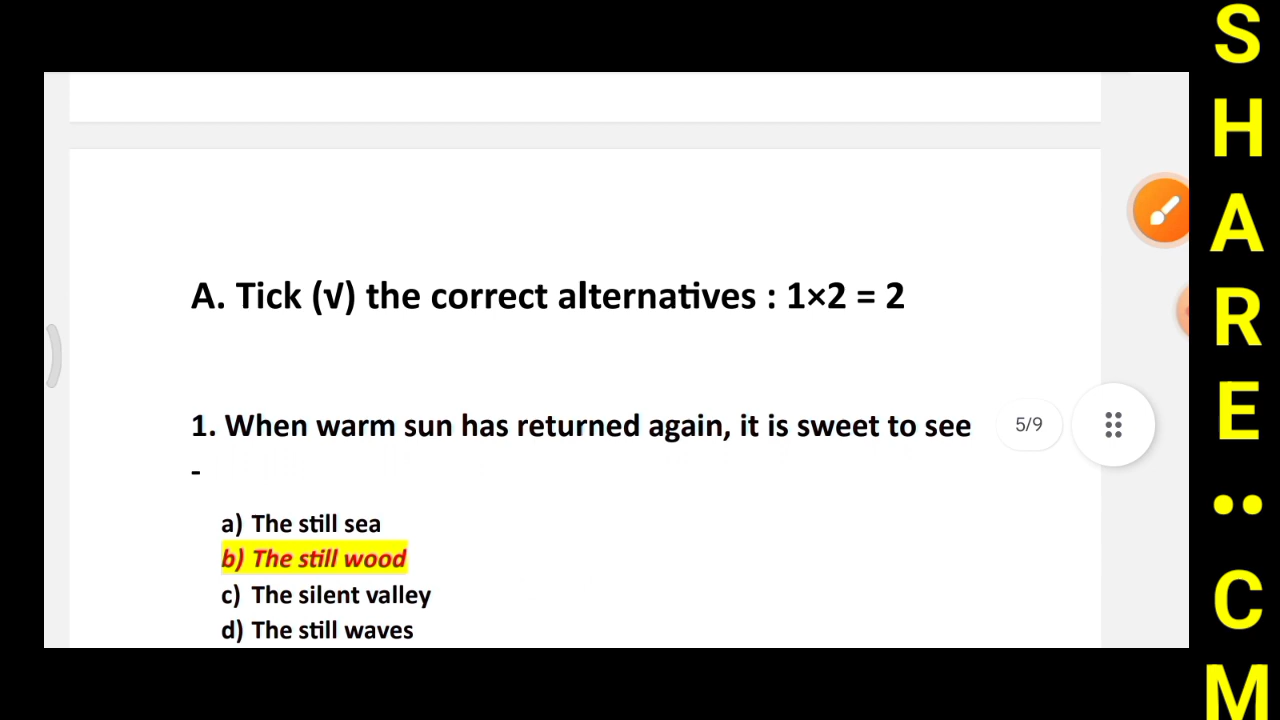 A. Tick (√) the correct alternatives : 1×2 = 2
1. When warm sun has returned again, it is sweet to see
-
5/9
a) The still sea
b) The still wood
c) The silent valley
d) The still waves
S
H
A
R
E
••
C
M